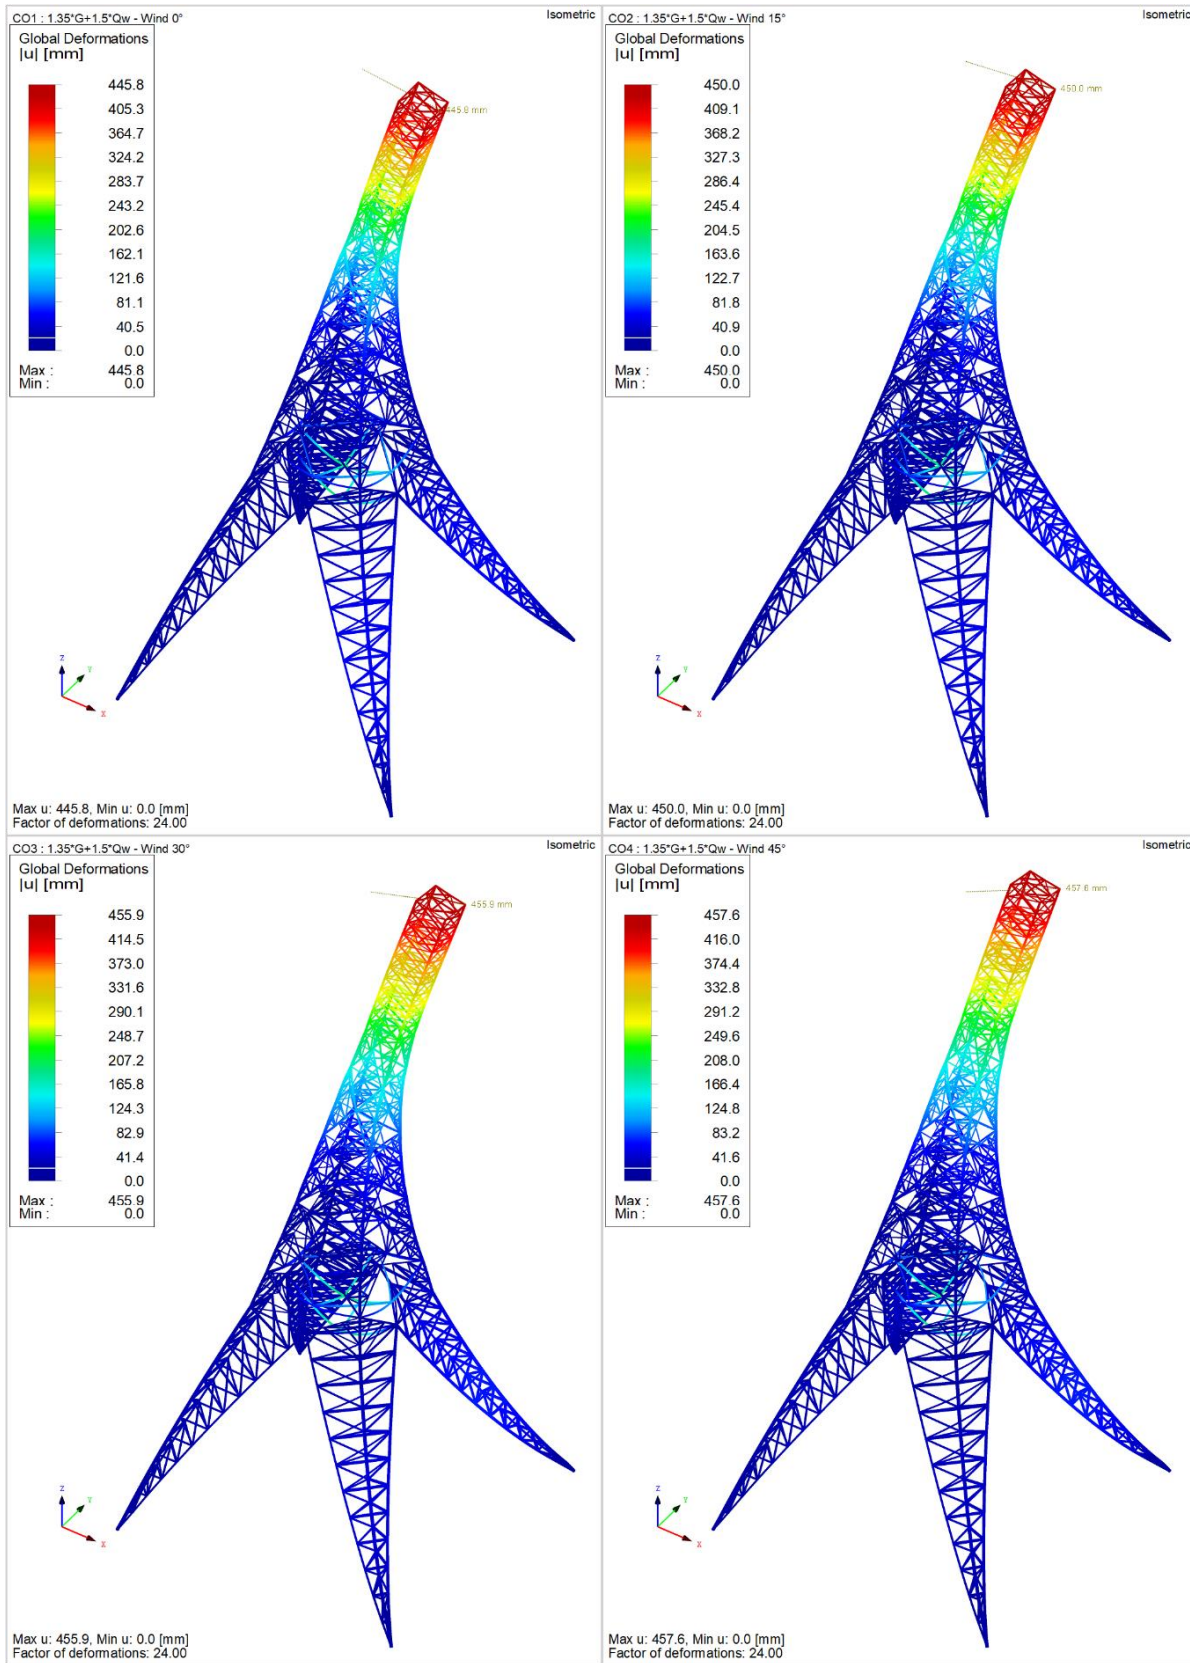 CO1 : 1.35*G+1.5*Qw - Wind 0°
Isometric
Global Deformations
|u| [mm]
445.8
405.3
364.7
324.2
283.7
243.2
202.6
162.1
121.6
81.1
40.5
0.0
Max : 445.8
Min : 0.0
445.8 mm
Z
Y
X
Max u: 445.8, Min u: 0.0 [mm]
Factor of deformations: 24.00
CO2 : 1.35*G+1.5*Qw - Wind 15°
Isometric
Global Deformations
|u| [mm]
450.0
409.1
368.2
327.3
286.4
245.4
204.5
163.6
122.7
81.8
40.9
0.0
Max : 450.0
Min : 0.0
450.0 mm
Z
Y
X
Max u: 450.0, Min u: 0.0 [mm]
Factor of deformations: 24.00
CO3 : 1.35*G+1.5*Qw - Wind 30°
Isometric
Global Deformations
|u| [mm]
455.9
414.5
373.0
331.6
290.1
248.7
207.2
165.8
124.3
82.9
41.4
0.0
Max : 455.9
Min : 0.0
455.9 mm
Z
Y
X
Max u: 455.9, Min u: 0.0 [mm]
Factor of deformations: 24.00
CO4 : 1.35*G+1.5*Qw - Wind 45°
Isometric
Global Deformations
|u| [mm]
457.6
416.0
374.4
332.8
291.2
249.6
208.0
166.4
124.8
83.2
41.6
0.0
Max : 457.6
Min : 0.0
457.6 mm
Z
Y
X
Max u: 457.6, Min u: 0.0 [mm]
Factor of deformations: 24.00